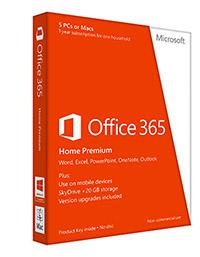 5 PCs or Macs
1 year subscription for one household
Microsoft
Office 365
Home Premium
Word, Excel, PowerPoint, OneNote, Outlook
Plus:
Use on mobile devices
SkyDrive + 20 GB storage
Version upgrades included
Mac
Non-commercial use
Product Key Inside • No disc